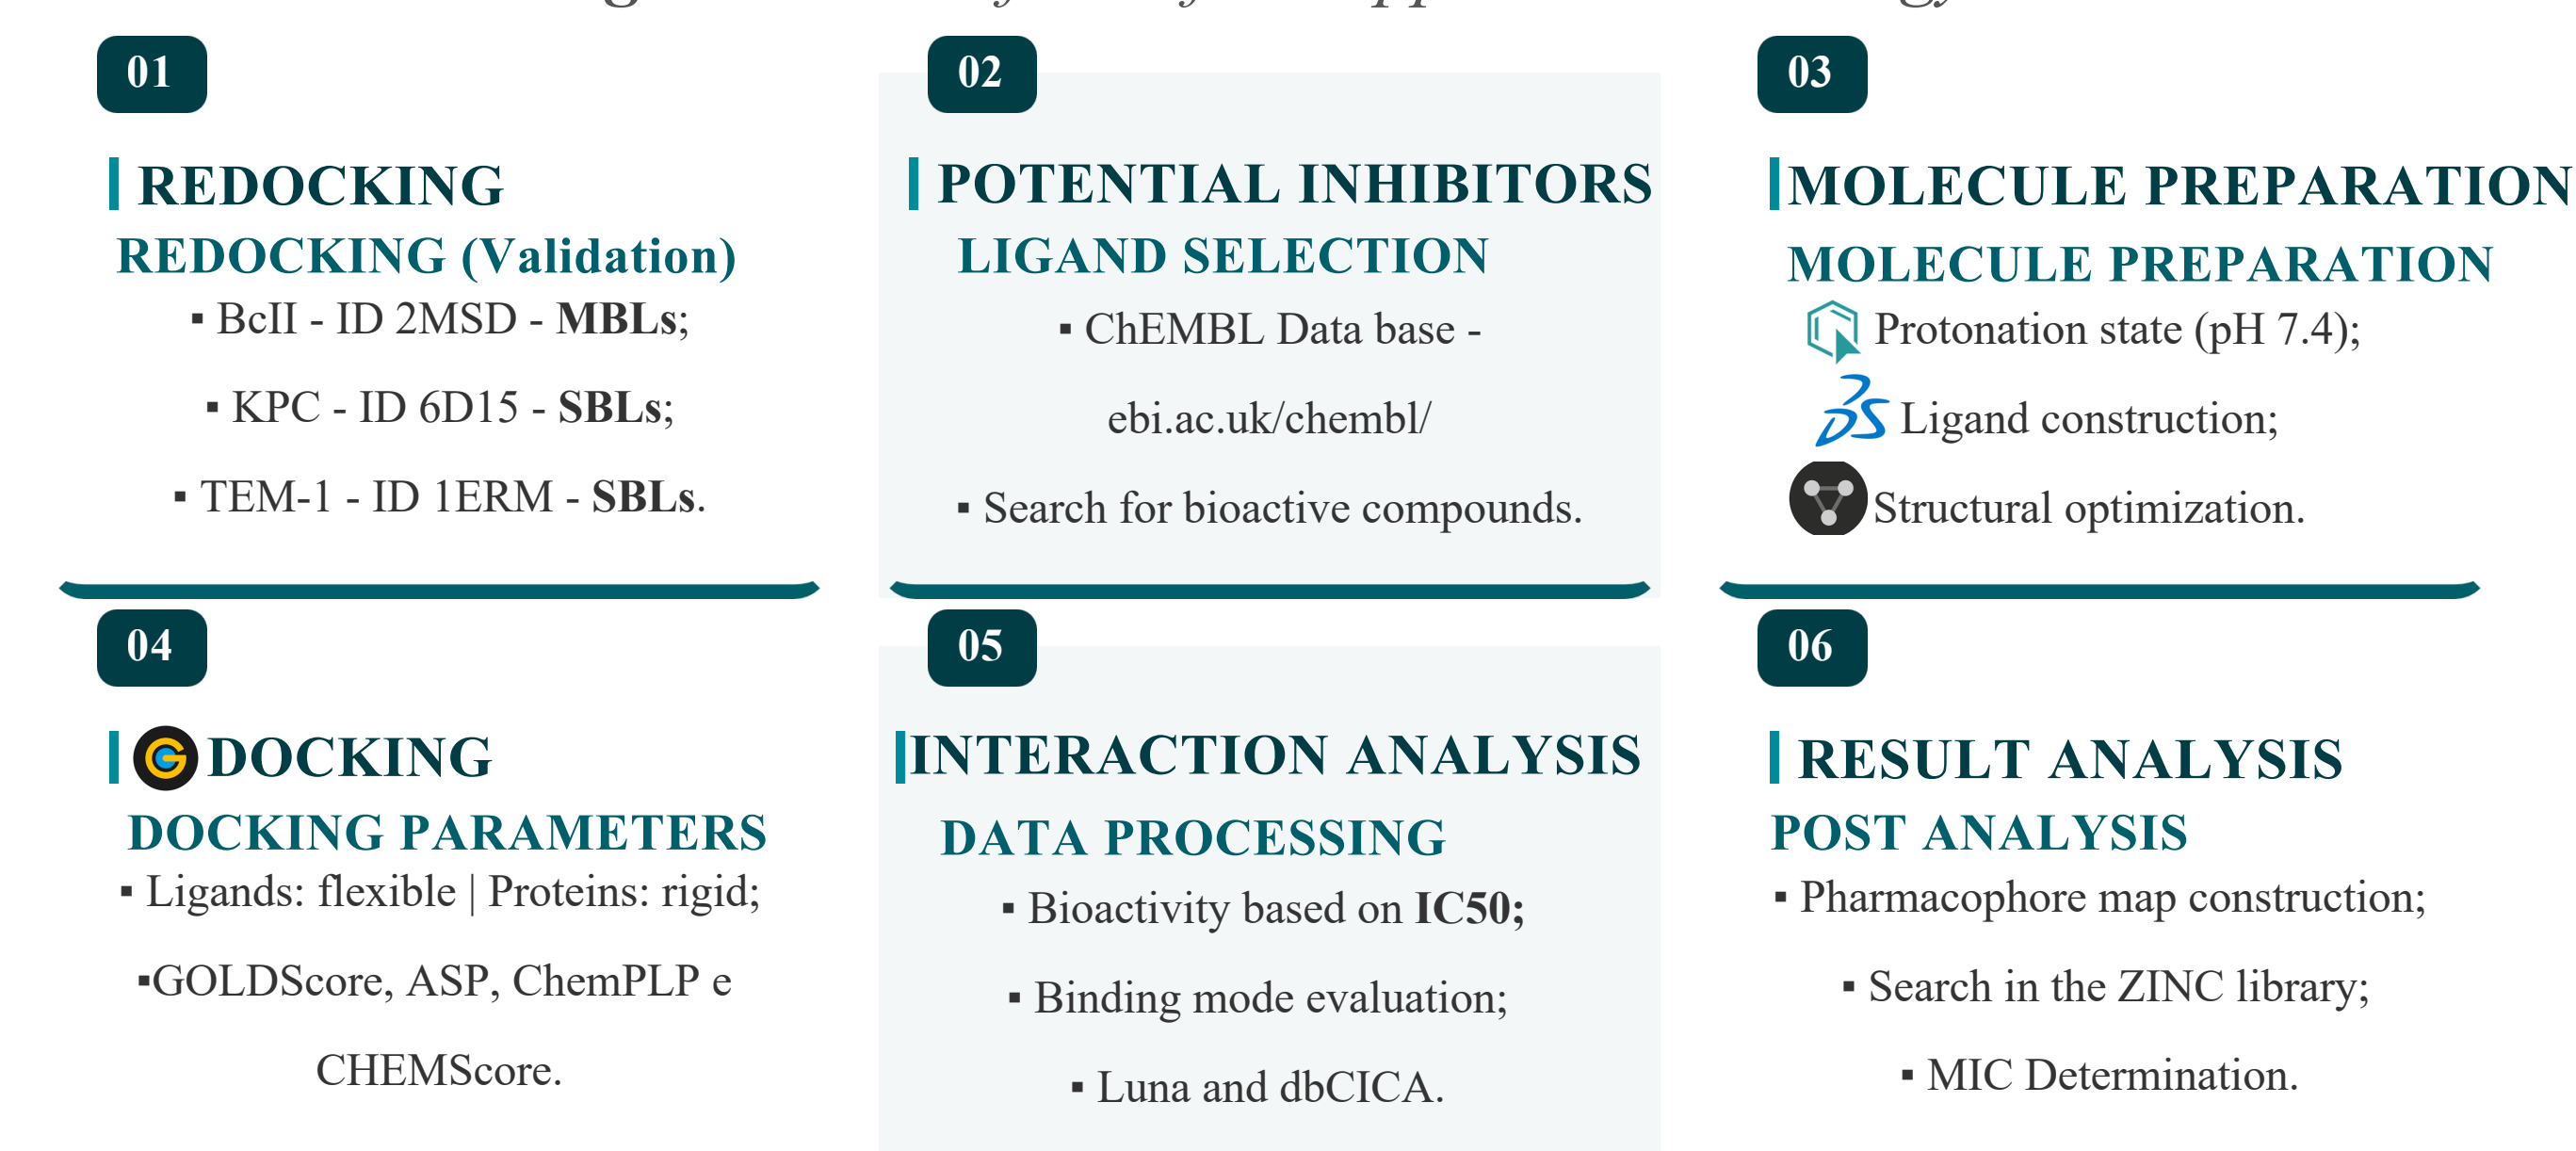 01
REDOCKING
REDOCKING (Validation)
▪ BcII - ID 2MSD - MBLs;
▪ KPC - ID 6D15 - SBLs;
▪ TEM-1 - ID 1ERM - SBLs.
02
POTENTIAL INHIBITORS
LIGAND SELECTION
▪ ChEMBL Data base -
ebi.ac.uk/chembl/
▪ Search for bioactive compounds.
03
MOLECULE PREPARATION
MOLECULE PREPARATION
Protonation state (pH 7.4);
Ligand construction;
Structural optimization.
04
DOCKING
DOCKING PARAMETERS
▪ Ligands: flexible | Proteins: rigid;
▪GOLDScore, ASP, ChemPLP e
CHEMScore.
05
INTERACTION ANALYSIS
DATA PROCESSING
▪ Bioactivity based on IC50;
▪ Binding mode evaluation;
▪ Luna and dbCICA.
06
RESULT ANALYSIS
POST ANALYSIS
▪ Pharmacophore map construction;
▪ Search in the ZINC library;
▪ MIC Determination.